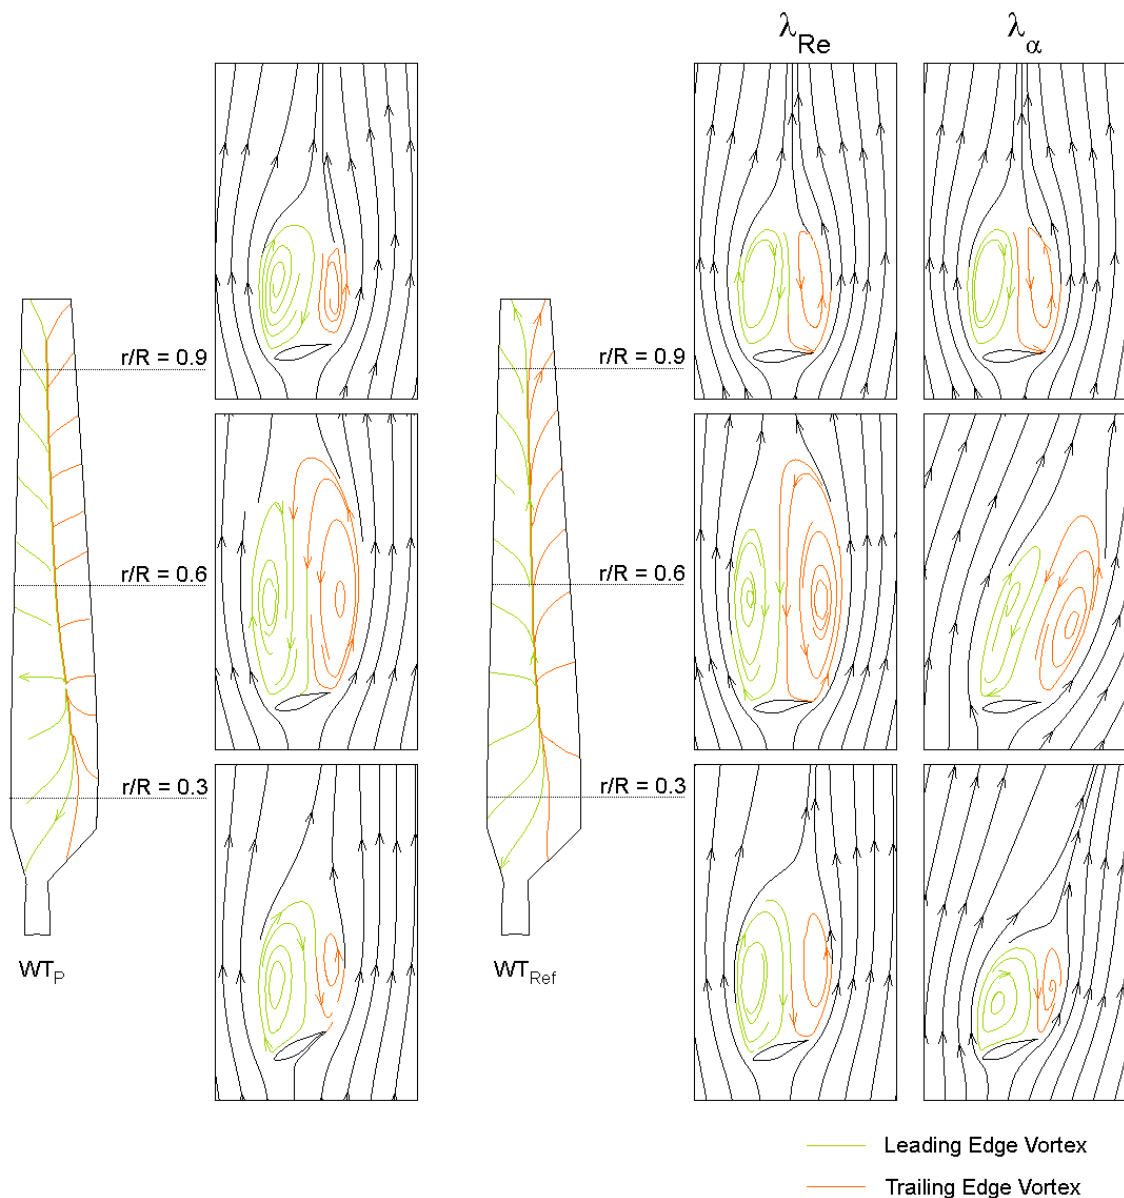 λRe
λα
r/R = 0.9
r/R = 0.9
r/R = 0.6
r/R = 0.6
r/R = 0.3
r/R = 0.3
WTP
WTRef
Leading Edge Vortex
Trailing Edge Vortex